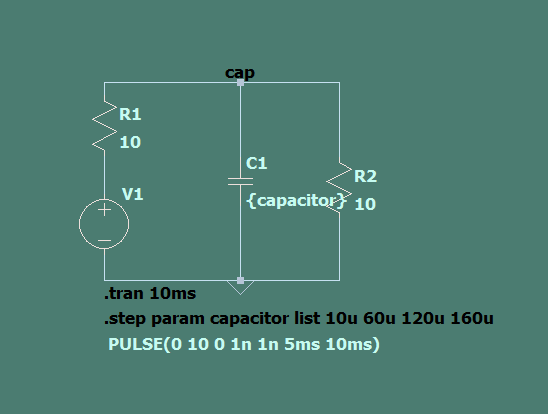 cap
R1
10
C1
{capacitor}
R2
10
V1
.tran 10ms
.step param capacitor list 10u 60u 120u 160u
PULSE(0 10 0 1n 1n 5ms 10ms)